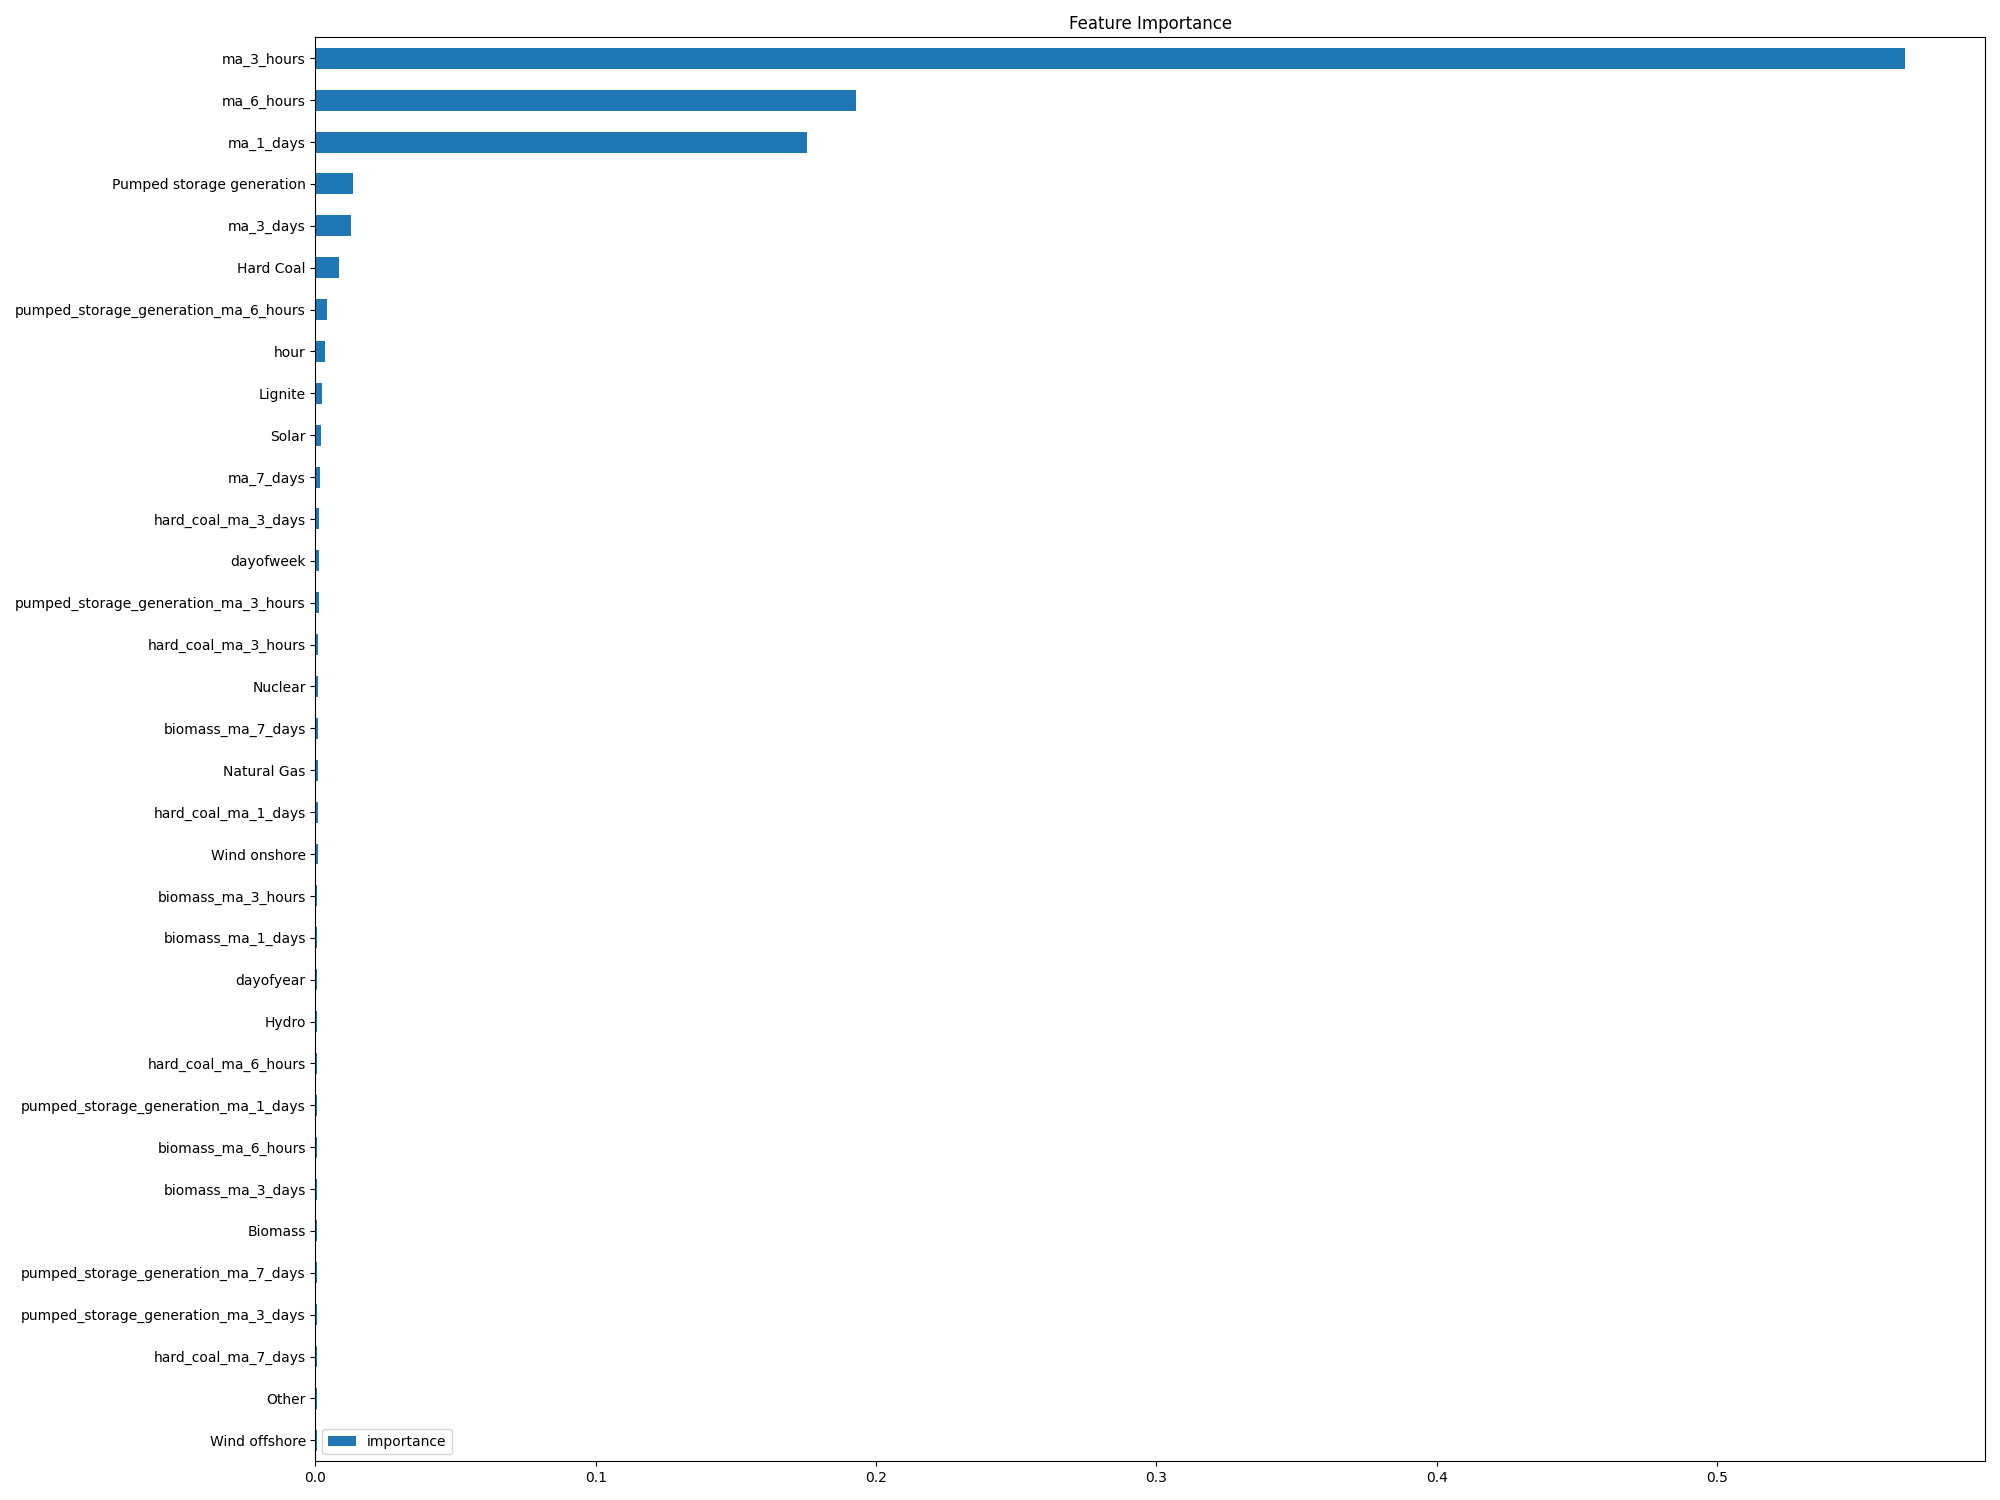 Feature Importance
ma_3_hours
ma_6_hours
ma_1_days
Pumped storage generation
ma_3_days
Hard Coal
pumped_storage_generation_ma_6_hours
hour
Lignite
Solar
ma_7_days
hard_coal_ma_3_days
dayofweek
pumped_storage_generation_ma_3_hours
hard_coal_ma_3_hours
Nuclear
biomass_ma_7_days
Natural Gas
hard_coal_ma_1_days
Wind onshore
biomass_ma_3_hours
biomass_ma_1_days
dayofyear
Hydro
hard_coal_ma_6_hours
pumped_storage_generation_ma_1_days
biomass_ma_6_hours
biomass_ma_3_days
Biomass
pumped_storage_generation_ma_7_days
pumped_storage_generation_ma_3_days
hard_coal_ma_7_days
Other
Wind offshore
importance
0.0 0.1 0.2 0.3 0.4 0.5